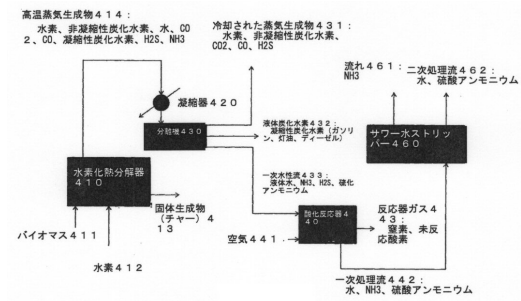 高温蒸気生成物４１４：
水素、非凝縮性炭化水素、水、CO
２、CO、凝縮性炭化水素、H2S、NH3
冷却された蒸気生成物４３１：
水素、非凝縮性炭化水素、
CO2、CO、H2S
凝縮器４２０
分離機４３０
液体炭化水素４３２：
凝縮性炭化水素（ガソリ
ン、灯油、ディーゼル）
流れ４６１：
NH3
二次処理流４６２：
水、硫酸アンモニウム
サワー水ストリッ
パー４６０
水素化熱分解器
４１０
一次水性流４３３：
液体水、NH3、H2S、硫化
アンモニウム
固体生成物
（チャー）４
１３
バイオマス４１１
水素４１２
酸化反応器４
４０
空気４４１
反応器ガス４
４３：
窒素、未反
応酸素
一次処理流４４２：
水、NH3、硫酸アンモニウム